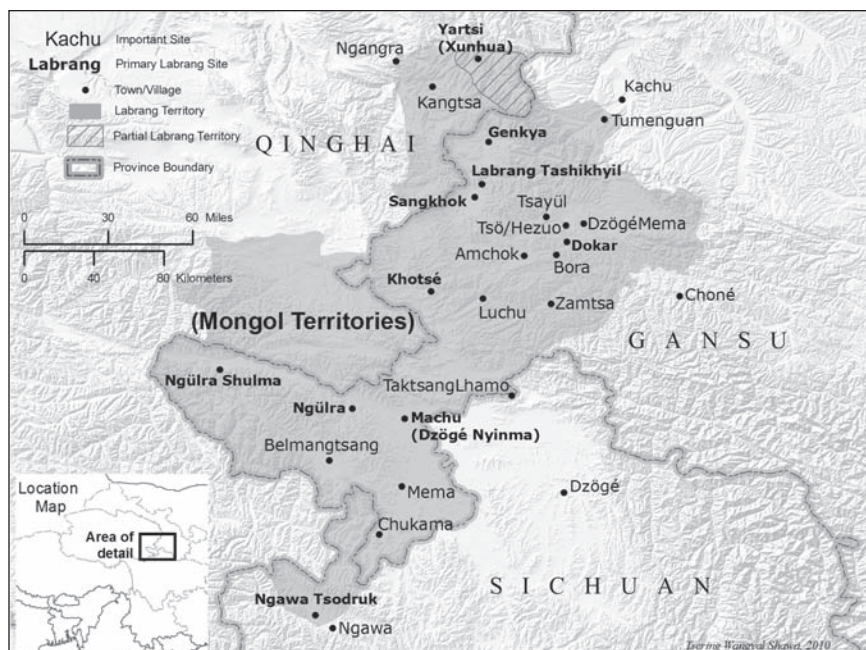 Kachu Important Site
Labrang Primary Labrang Site
Town/Village
Labrang Territory
Partial Labrang Territory
Province Boundary
0 30 60 Miles
0 40 80 Kilometers
Yartsi
(Xunhua)
Ngangra
Kangtsa
Kachu
Tumenguan
QINGHAI
Genkya
Labrang Tashikhyil
Sangkhok
Tsayül
Tsö/Hezuo
DzögéMema
Dokar
Amchok
Bora
Khotsé
Luchu
Zamtsa
Choné
(Mongol Territories)
GANSU
Ngülra Shulma
TaktsangLhamo
Ngülra
Machu
(Dzögé Nyinma)
Belmangtsang
Mema
Dzögé
Chukama
SICHUAN
Ngawa Tsodruk
Ngawa
Location
Map
Area of
detail
Tsering Wangyal Shawa, 2010